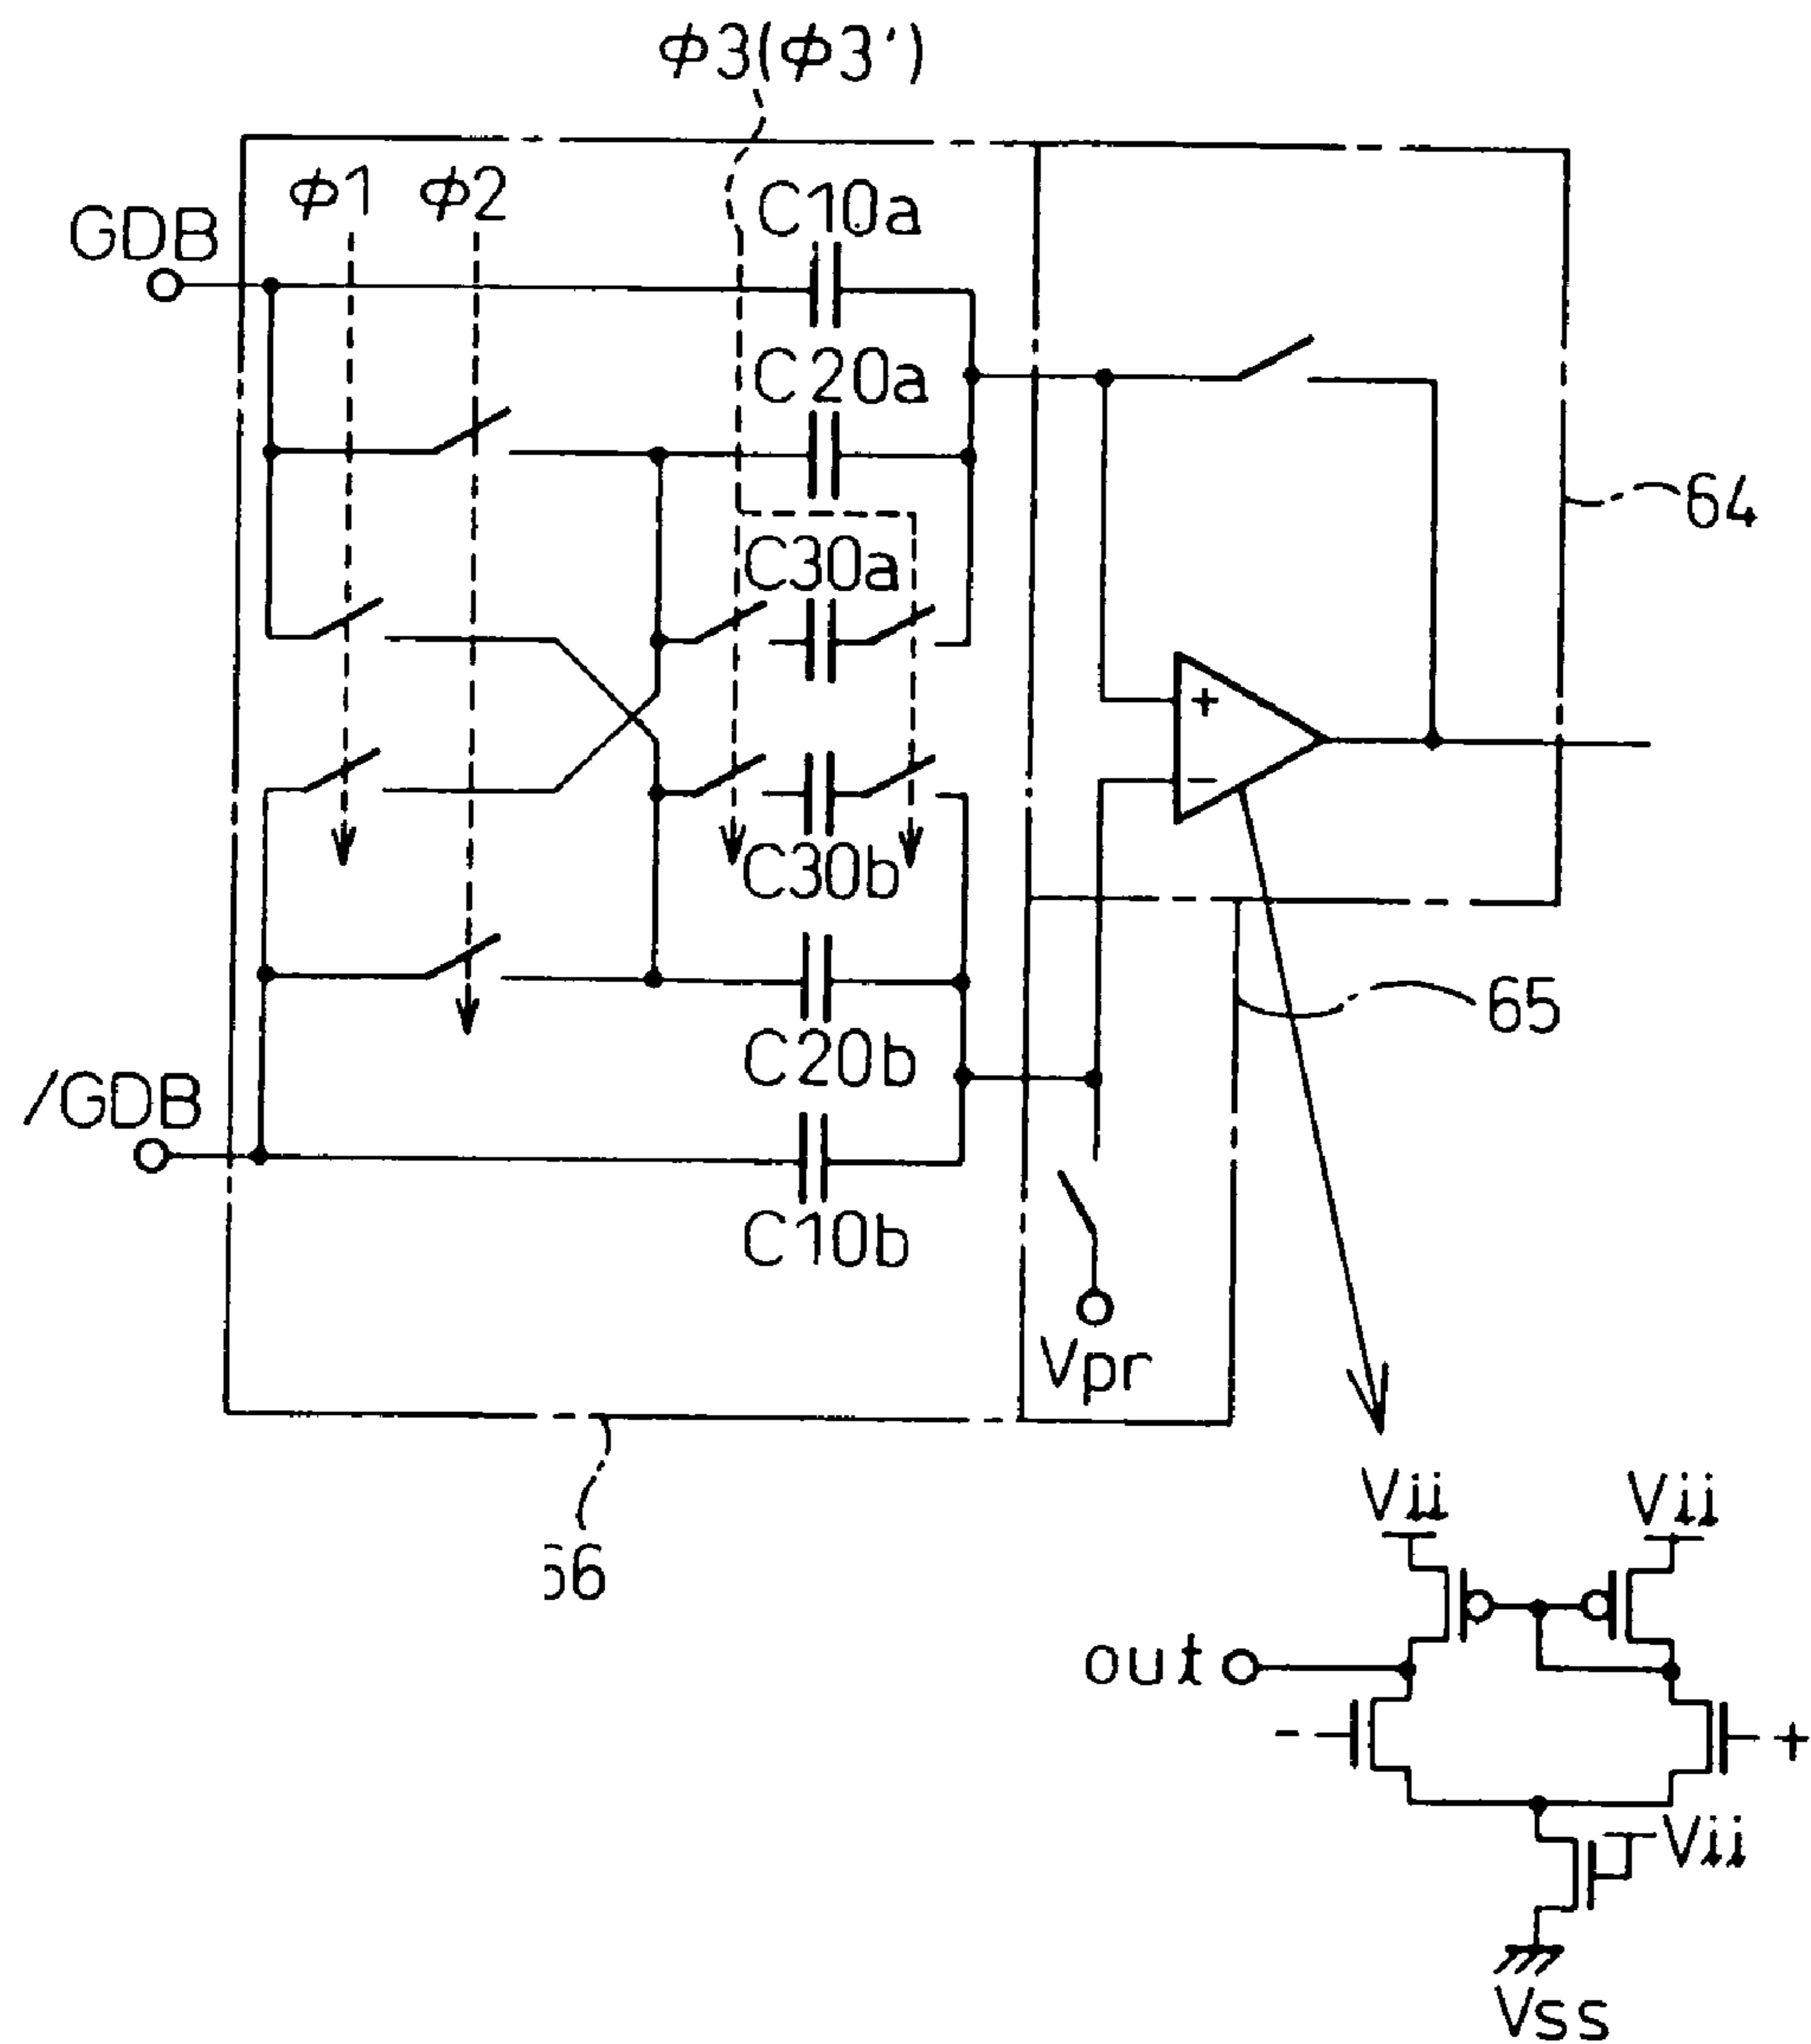 φ3(φ3')
φ1
φ2
C10a
GDB
C20a
64
C30a
+
−
C30b
65
C20b
/GDB
C10b
Vpr
Vii
Vii
66
out
-
+
Vii
Vss